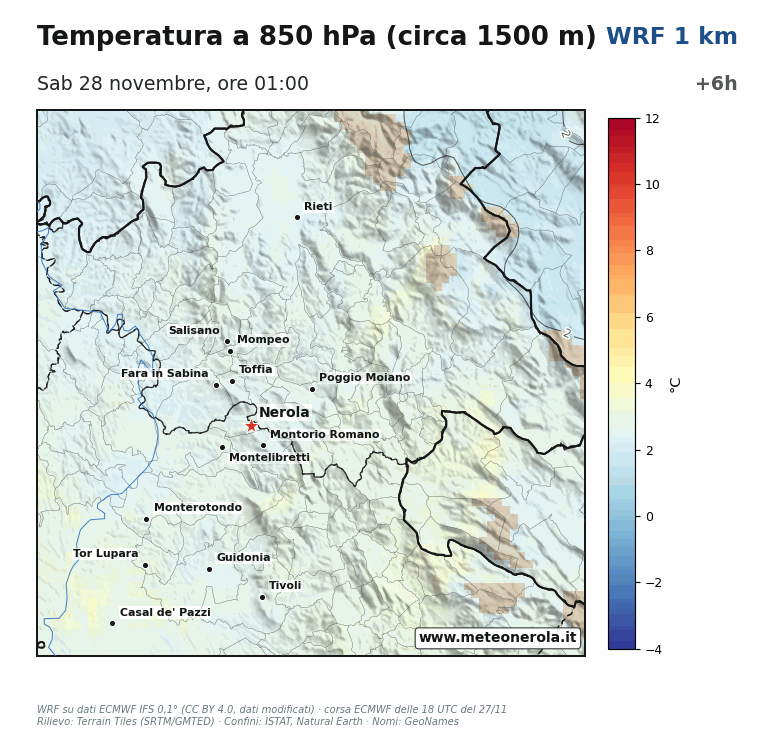 Temperatura a 850 hPa (circa 1500 m) WRF 1 km
Sab 28 novembre, ore 01:00 +6h
2
12
10
Rieti
8
6
2
Salisano
Mompeo
Toffia
Fara in Sabina
Poggio Moiano
4
°C
Nerola
Montorio Romano
Montelibretti
2
Monterotondo
0
Tor Lupara
Guidonia
−2
Tivoli
Casal de' Pazzi
www.meteonerola.it
−4
WRF su dati ECMWF IFS 0,1° (CC BY 4.0, dati modificati) · corsa ECMWF delle 18 UTC del 27/11
Rilievo: Terrain Tiles (SRTM/GMTED) · Confini: ISTAT, Natural Earth · Nomi: GeoNames